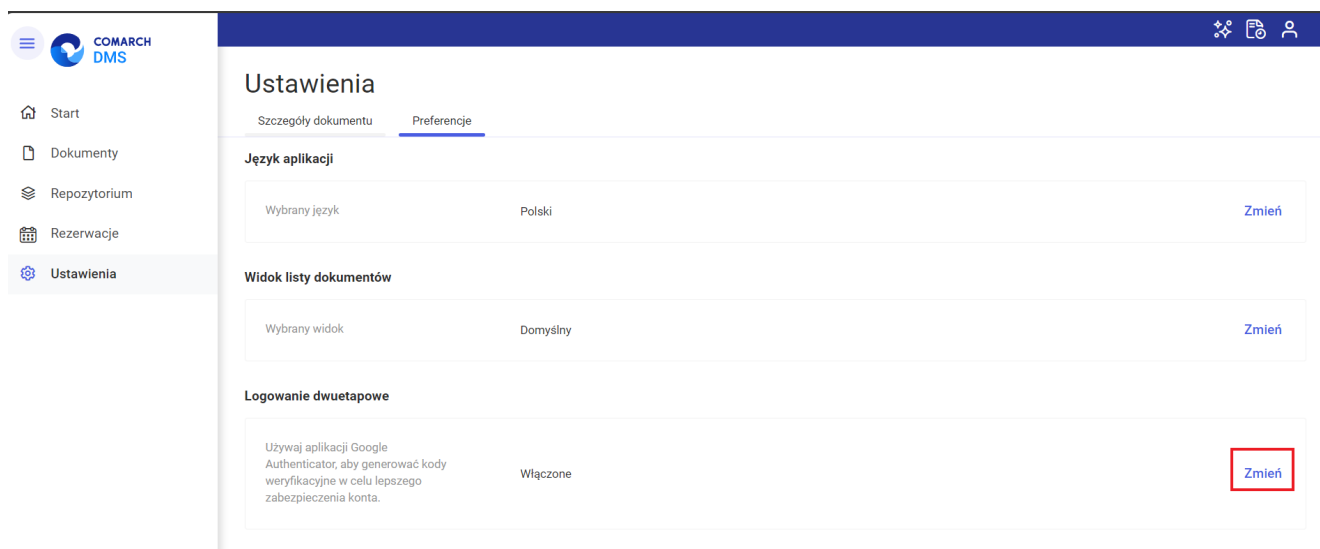 COMARCH
DMS
Start
Dokumenty
Repozytorium
Rezerwacje
Ustawienia
Ustawienia
Szczegóły dokumentu
Preferencje
Język aplikacji
Wybrany język
Polski
Zmień
Widok listy dokumentów
Wybrany widok
Domyślny
Zmień
Logowanie dwuetapowe
Używaj aplikacji Google
Authenticator, aby generować kody
weryfikacyjne w celu lepszego
zabezpieczenia konta.
Włączone
Zmień